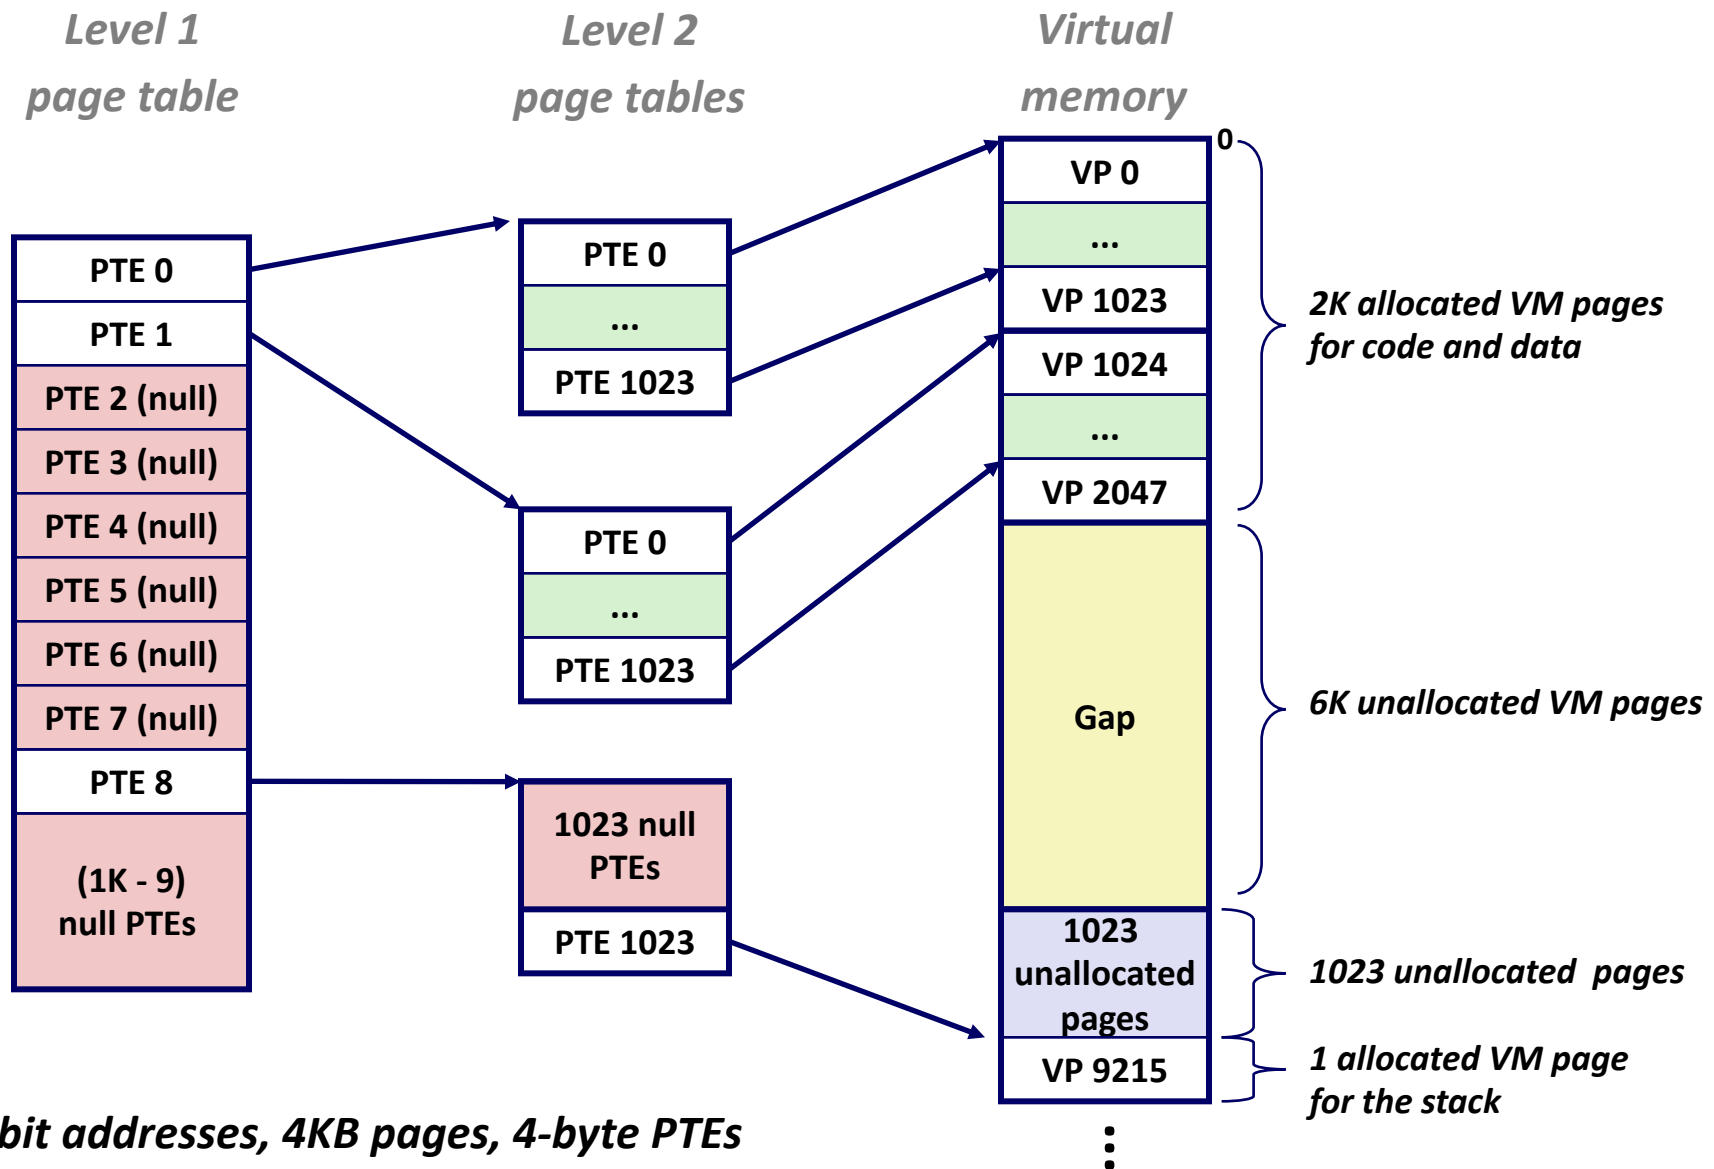 Level 1
page table
Level 2
page tables
Virtual
memory
PTE 0
PTE 1
PTE 2 (null)
PTE 3 (null)
PTE 4 (null)
PTE 5 (null)
PTE 6 (null)
PTE 7 (null)
PTE 8
(1K - 9)
null PTEs
PTE 0
...
PTE 1023
PTE 0
...
PTE 1023
1023 null
PTEs
PTE 1023
0
VP 0
...
VP 1023
VP 1024
...
VP 2047
Gap
1023
unallocated
pages
VP 9215
2K allocated VM pages
for code and data
6K unallocated VM pages
1023 unallocated pages
1 allocated VM page
for the stack
bit addresses, 4KB pages, 4-byte PTEs